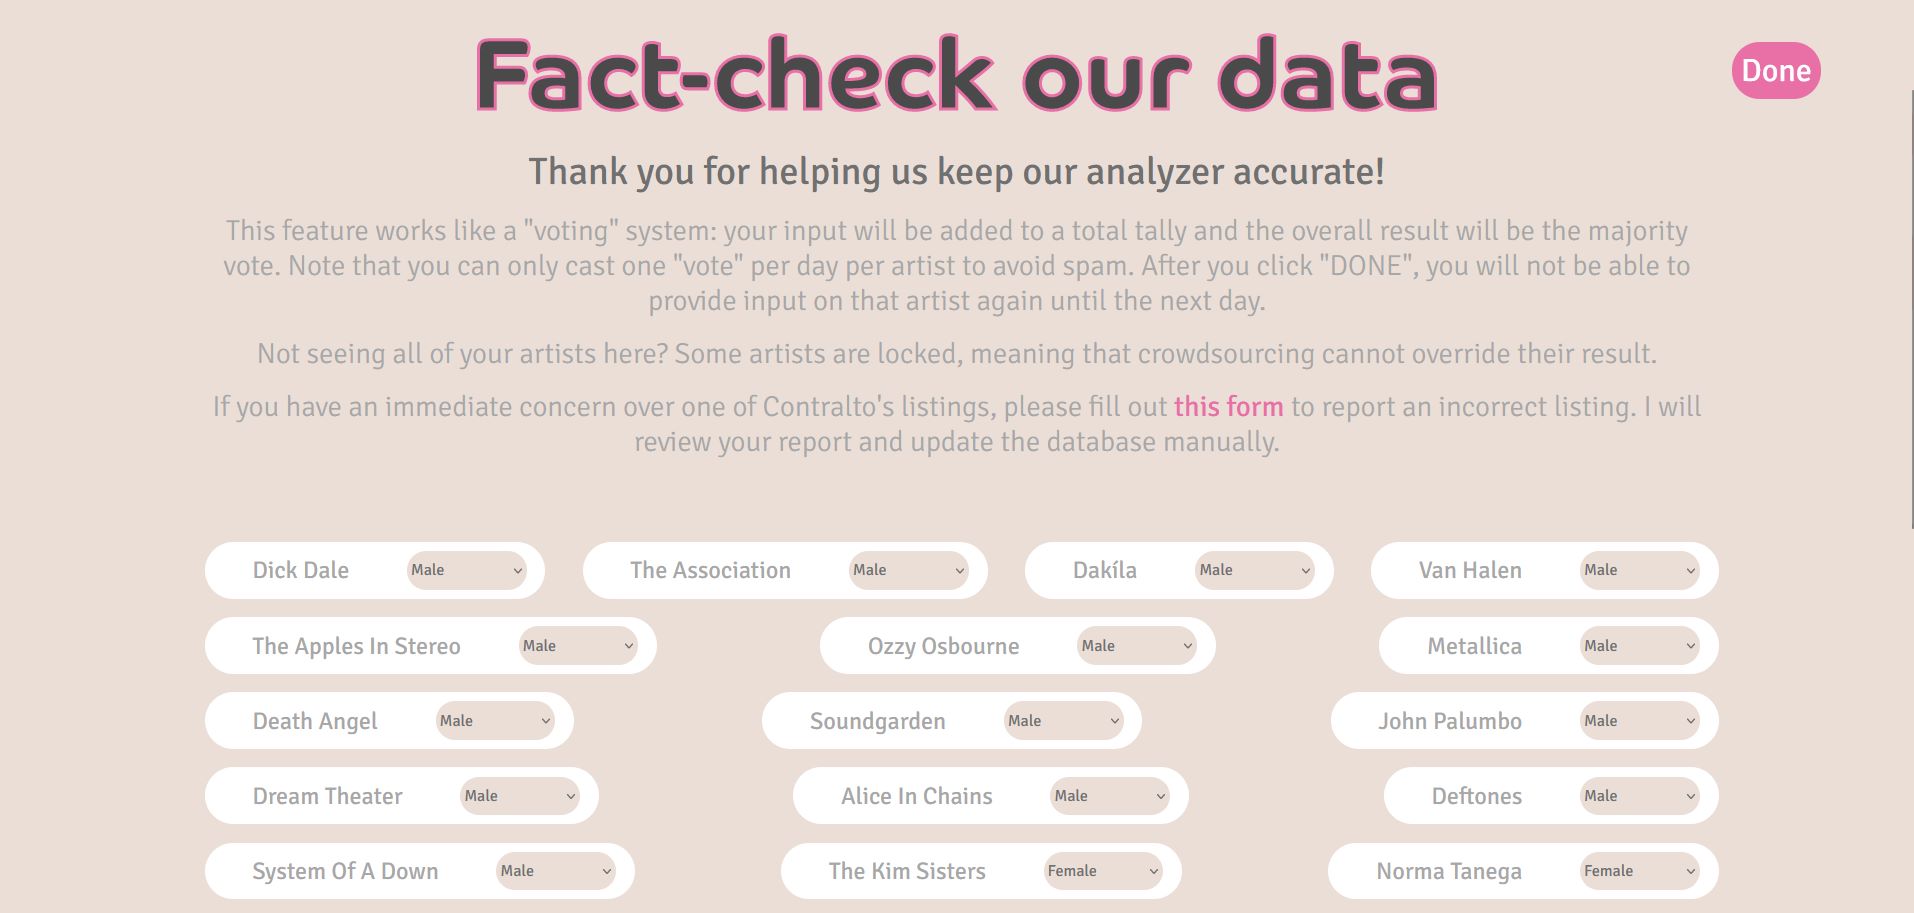 Fact-check our data
Done
Thank you for helping us keep our analyzer accurate!
This feature works like a "voting" system: your input will be added to a total tally and the overall result will be the majority
vote. Note that you can only cast one "vote" per day per artist to avoid spam. After you click "DONE", you will not be able to
provide input on that artist again until the next day.
Not seeing all of your artists here? Some artists are locked, meaning that crowdsourcing cannot override their result.
If you have an immediate concern over one of Contralto's listings, please fill out this form to report an incorrect listing. I will
review your report and update the database manually.
Dick Dale Male The Association Male Dakíla Male Van Halen Male
The Apples In Stereo Male Ozzy Osbourne Male Metallica Male
Death Angel Male Soundgarden Male John Palumbo Male
Dream Theater Male Alice In Chains Male Deftones Male
System Of A Down Male The Kim Sisters Female Norma Tanega Female